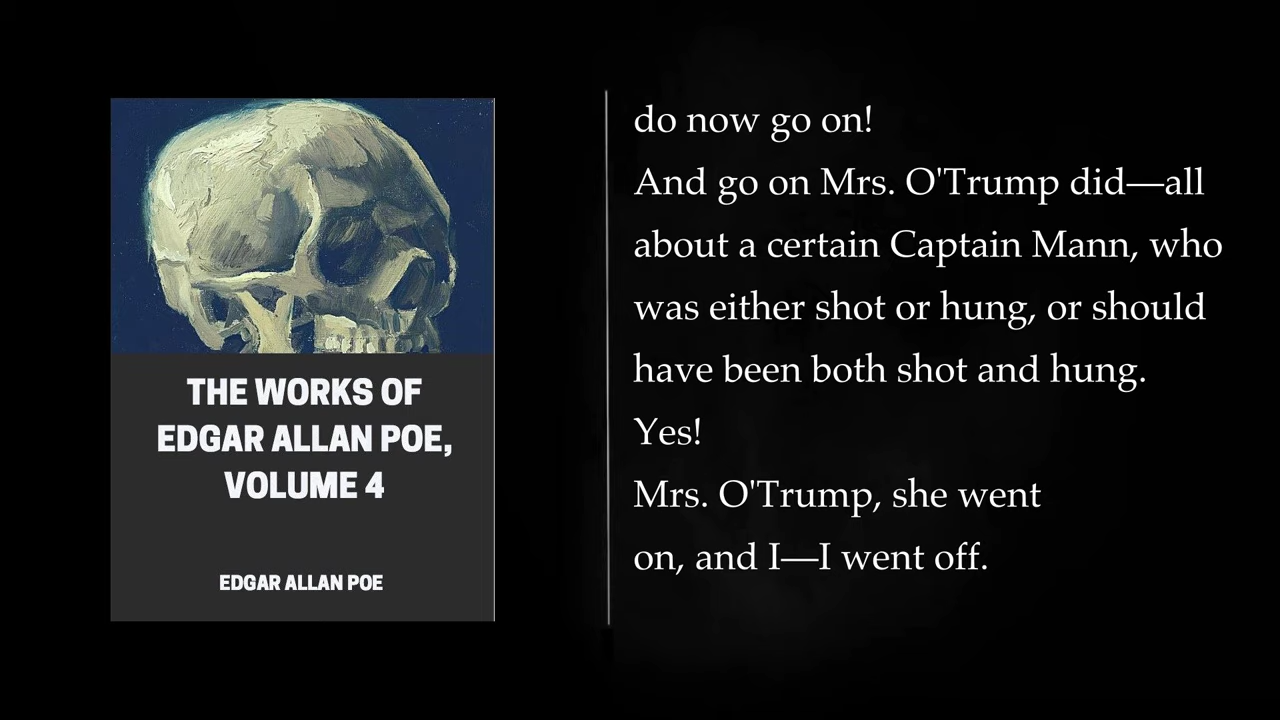 THE WORKS OF
EDGAR ALLAN POE,
VOLUME 4
EDGAR ALLAN POE
do now go on!
And go on Mrs. O'Trump did—all
about a certain Captain Mann, who
was either shot or hung, or should
have been both shot and hung.
Yes!
Mrs. O'Trump, she went
on, and I—I went off.